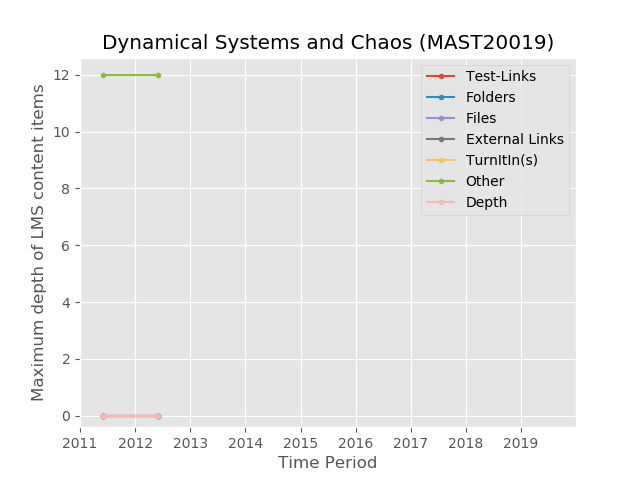 Dynamical Systems and Chaos (MAST20019)
Maximum depth of LMS content items
12
10
8
6
4
2
0
Test-Links
Folders
Files
External Links
TurnItIn(s)
Other
Depth
2011 2012 2013 2014 2015 2016 2017 2018 2019
Time Period